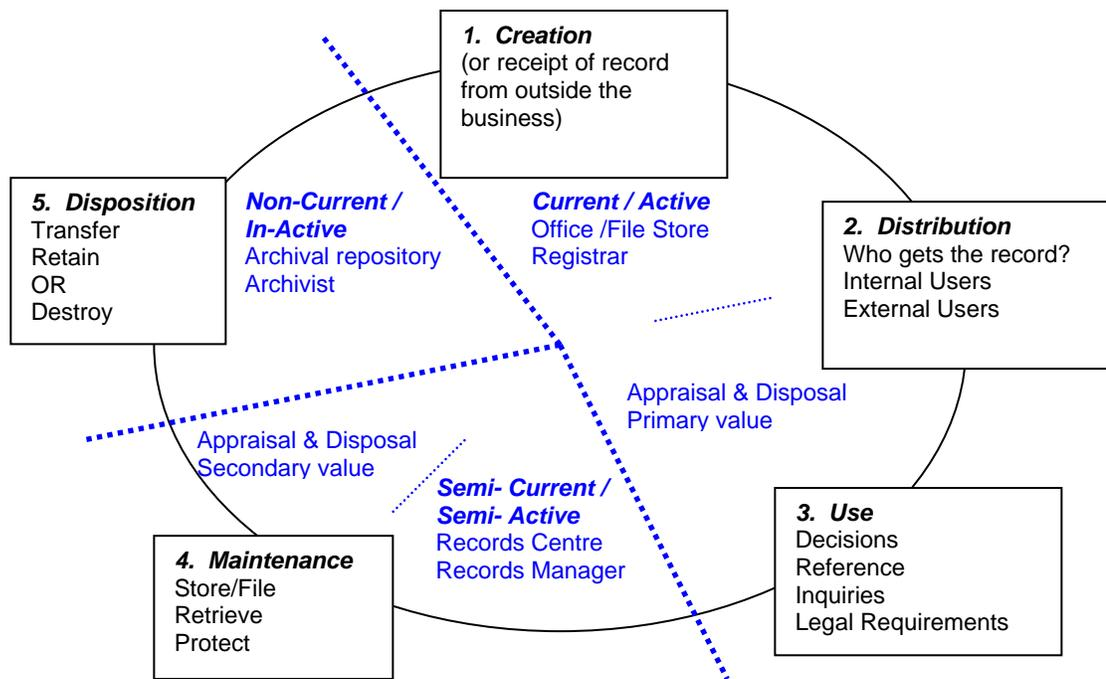 1. Creation
(or receipt of record
from outside the
business)
2. Distribution
Who gets the record?
Internal Users
External Users
3. Use
Decisions
Reference
Inquiries
Legal Requirements
4. Maintenance
Store/File
Retrieve
Protect
5. Disposition
Transfer
Retain
OR
Destroy
Non-Current /
In-Active
Archival repository
Archivist
Current / Active
Office /File Store
Registrar
Appraisal & Disposal
Primary value
Appraisal & Disposal
Secondary value
Semi- Current /
Semi- Active
Records Centre
Records Manager